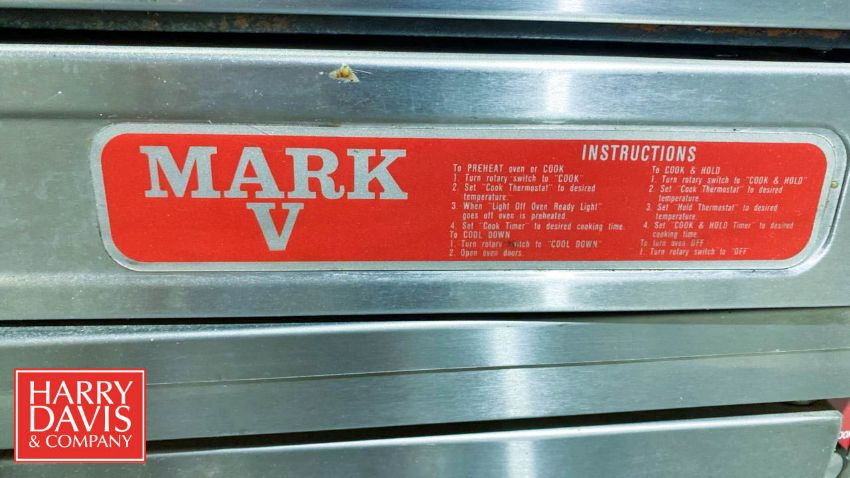 MARK
V
INSTRUCTIONS
To PREHEAT oven or COOK
1. Turn rotary switch to "COOK"
2. Set "Cook Thermostat" to desired
temperature.
3. When "Light Off Oven Ready Light"
goes off oven is preheated.
4. Set "Cook Timer" to desired cooking time.
To COOL DOWN
1. Turn rotary switch to "COOL DOWN"
2. Open oven doors.
To COOK & HOLD
1. Turn rotary switch to "COOK & HOLD"
2. Set "Cook Thermostat" to desired
temperature.
3. Set "Hold Thermostat" to desired
temperature.
4. Set "COOK & HOLD Timer" to desired
cooking time.
To turn oven OFF
1. Turn rotary switch to "OFF"
HARRY
DAVIS
& COMPANY